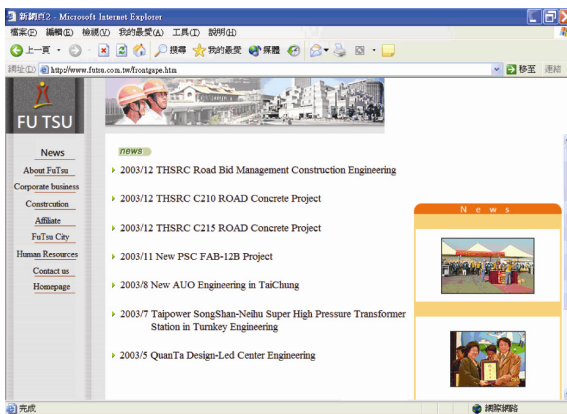 新網頁2 - Microsoft Internet Explorer
檔案(F) 編輯(E) 檢視(V) 我的最愛(A) 工具(T) 說明(H)
上一頁 搜尋 我的最愛 媒體
網址(D) http://www.futsu.com.tw/frontgape.htm 移至 連結
FU TSU
News
About FuTsu
Corporate business
Constrcution
Affiliate
FuTsu City
Human Resources
Contact us
Homepage
news
2003/12 THSRC Road Bid Management Construction Engineering
2003/12 THSRC C210 ROAD Concrete Project
2003/12 THSRC C215 ROAD Concrete Project
2003/11 New PSC FAB-12B Project
2003/8 New AUO Engineering in TaiChung
2003/7 Taipower SongShan-Neihu Super High Pressure Transformer
Station in Turnkey Engineering
2003/5 QuanTa Design-Led Center Engineering
News
完成
網際網路